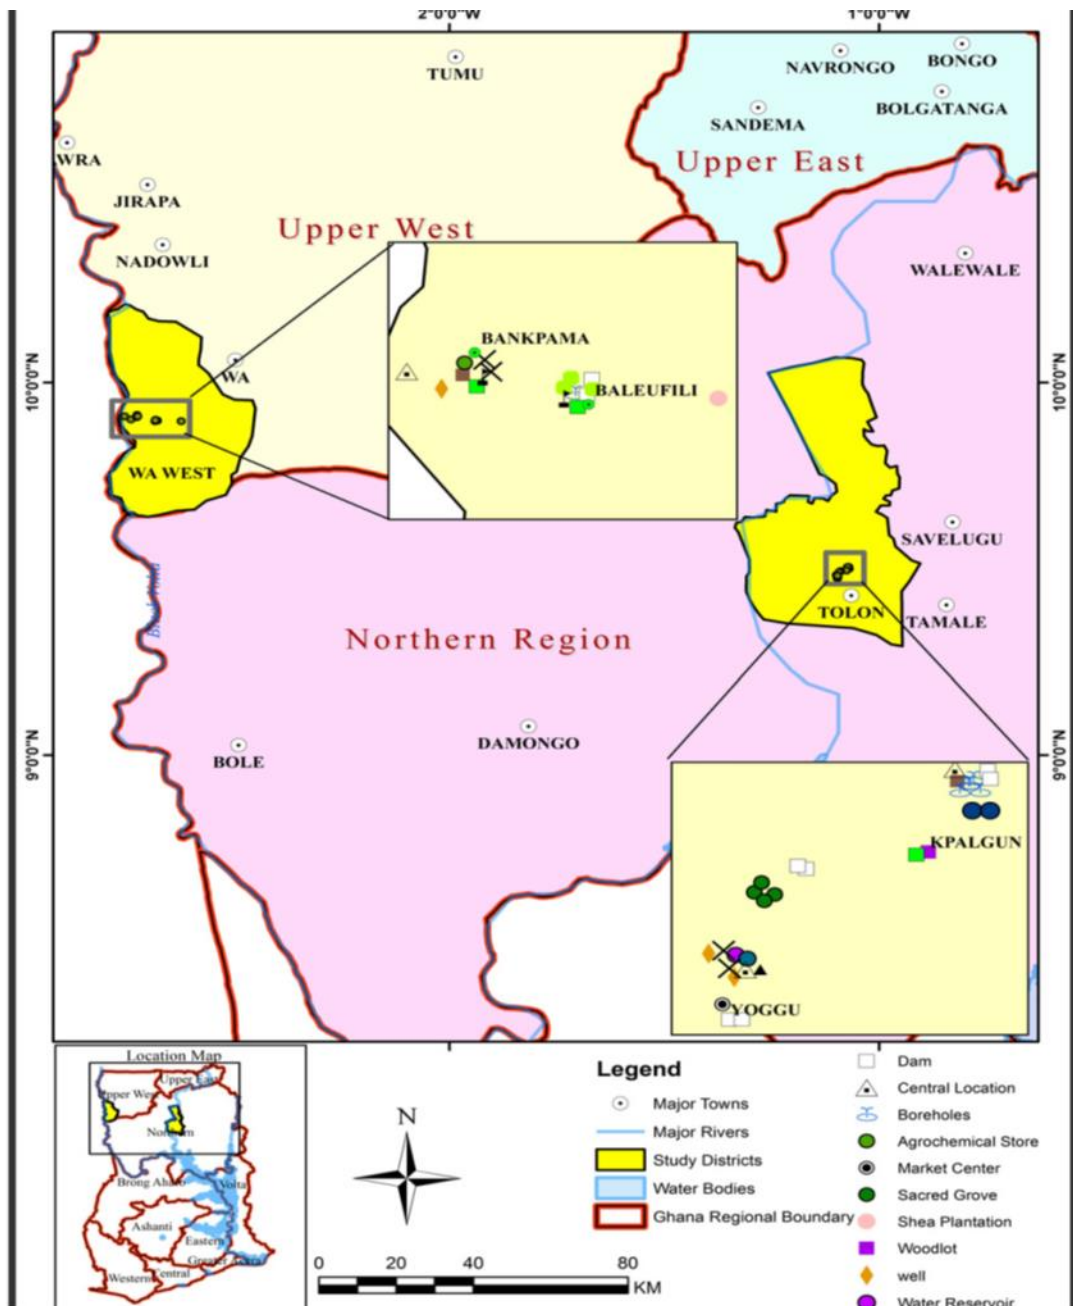 2°0'0"W
1°0'0"W
TUMU
NAVRONGO
BONGO
BOLGATANGA
SANDEMA
WRA
Upper East
JIRAPA
Upper West
NADOWLI
WALEWALE
BANKPAMA
WA
10°0'0"N
10°0'0"N
BALEUFILI
WA WEST
SAVELUGU
TOLON
TAMALE
Northern Region
DAMONGO
BOLE
9°0'0"N
9°0'0"N
KPALGUN
YOGGU
Location Map
Upper East
Upper West
Northern
Brong Ahafo
Volta
Ashanti
Eastern
Greater Accra
Western
Central
N
0 20 40 80
KM
Legend
Major Towns
Major Rivers
Study Districts
Water Bodies
Ghana Regional Boundary
Dam
Central Location
Boreholes
Agrochemical Store
Market Center
Sacred Grove
Shea Plantation
Woodlot
well
Water Reservoir